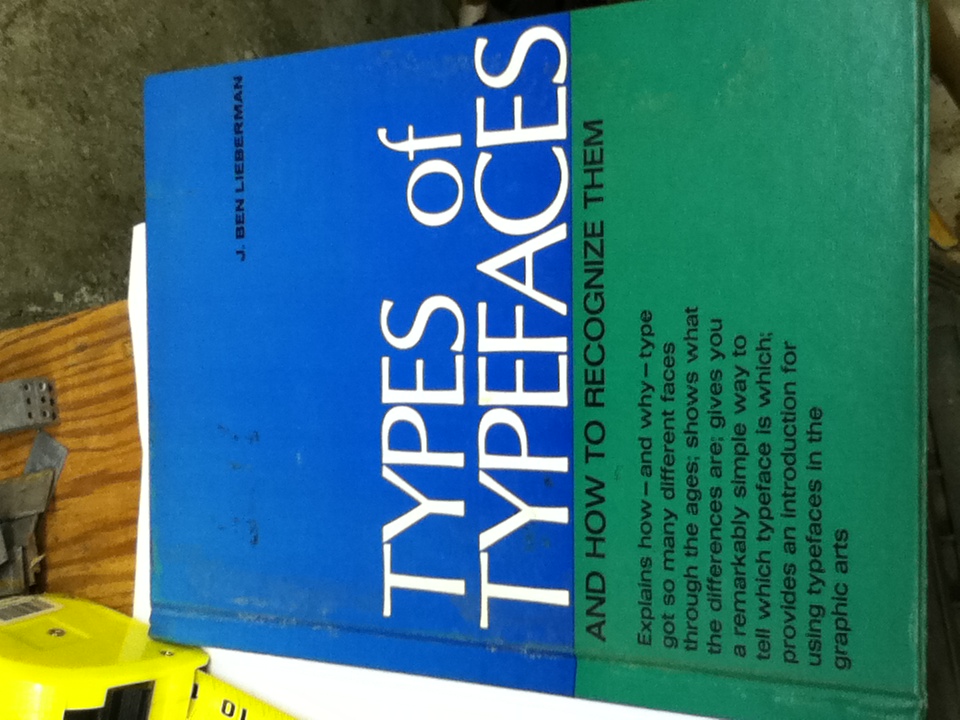 J. BEN LIEBERMAN
TYPES of
TYPEFACES
AND HOW TO RECOGNIZE THEM
Explains how—and why—type
got so many different faces
through the ages; shows what
the differences are; gives you
a remarkably simple way to
tell which typeface is which;
provides an introduction for
using typefaces in the
graphic arts